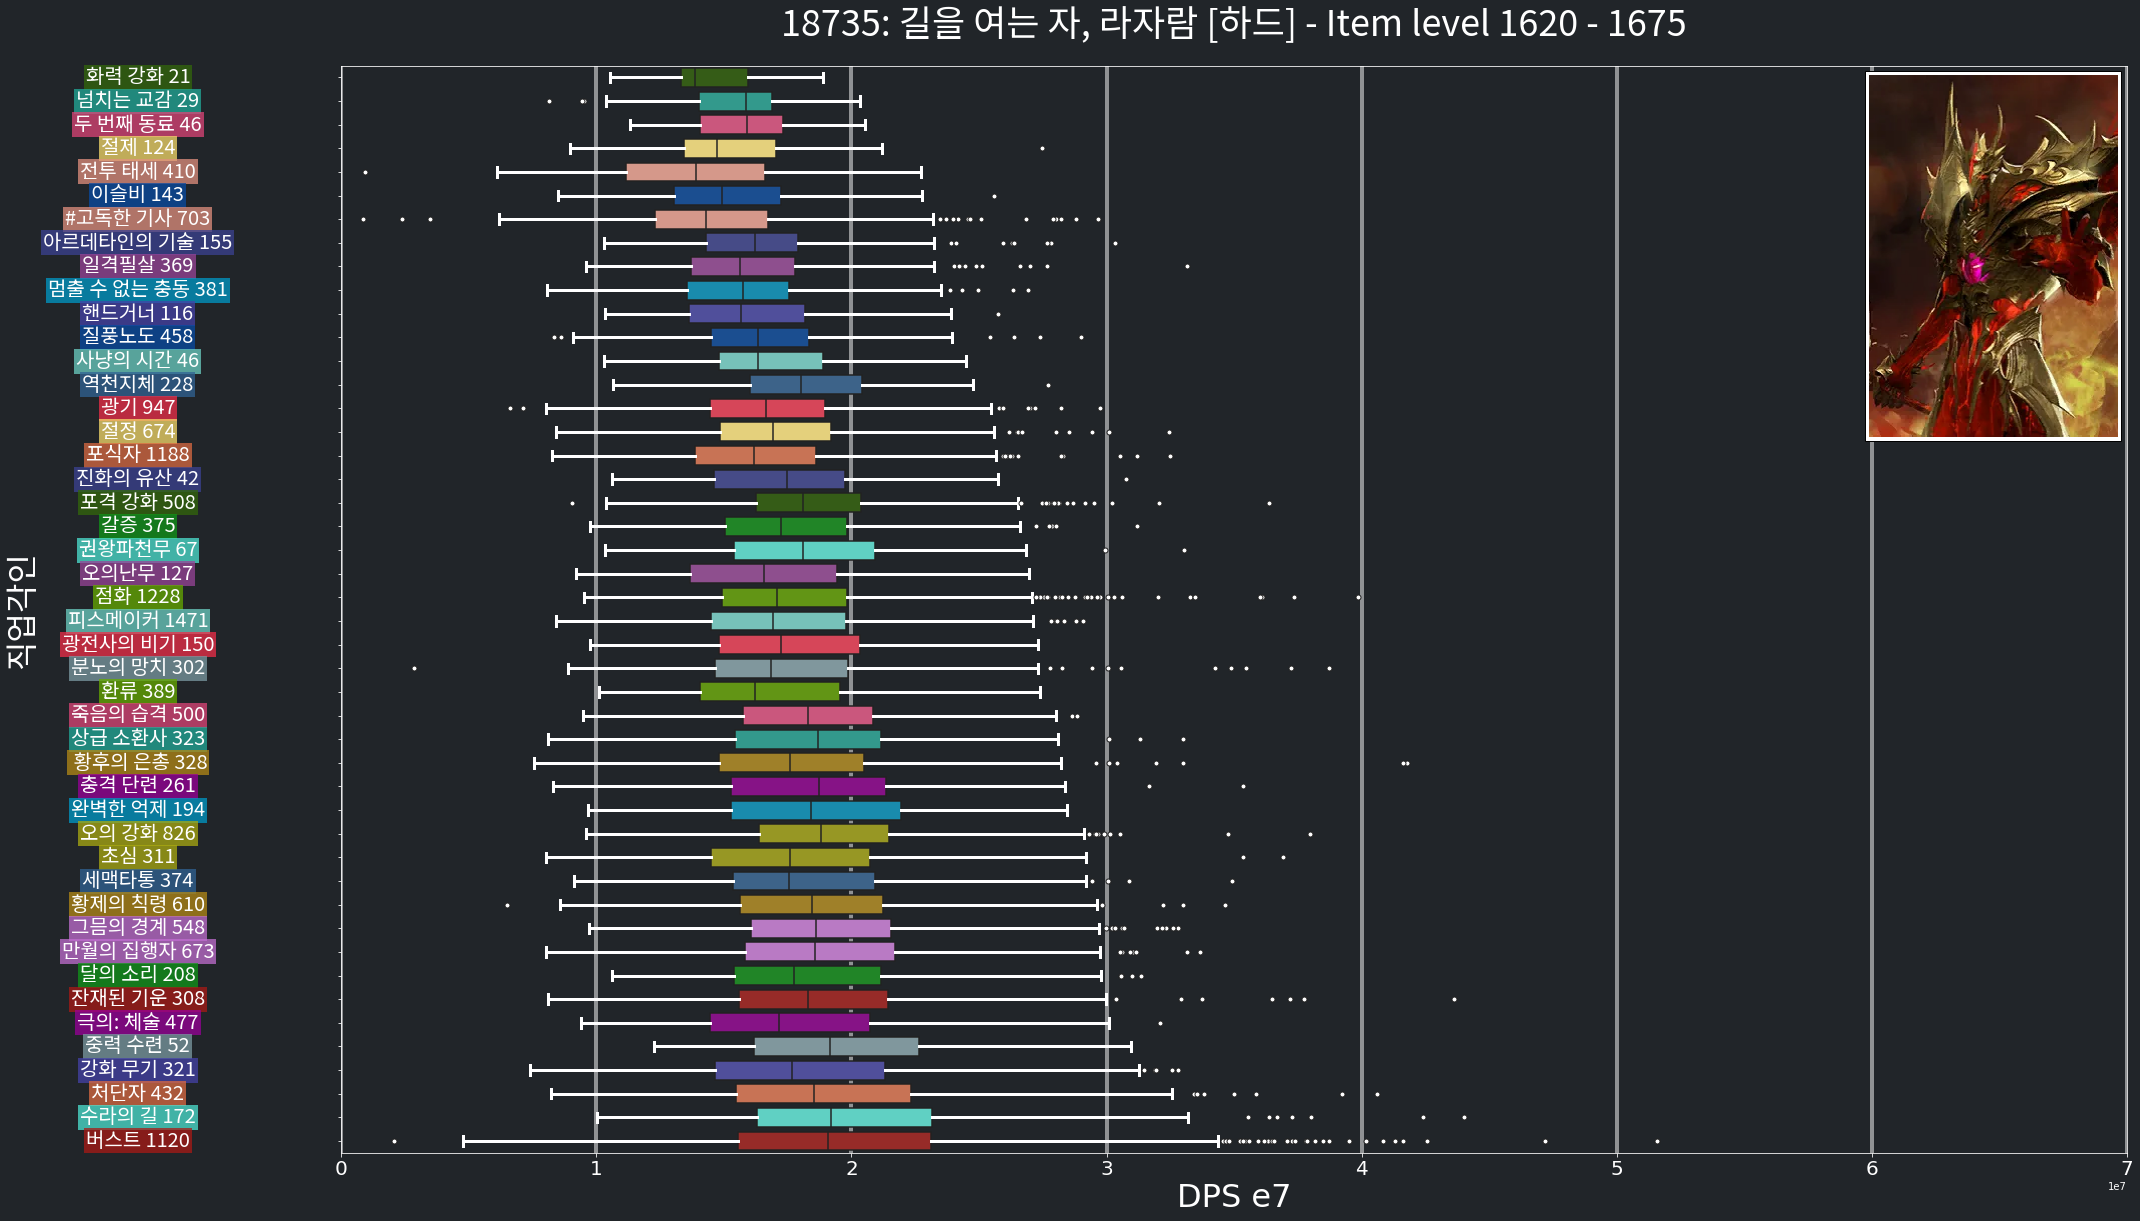 18735: 길을 여는 자, 라자람 [하드] - Item level 1620 - 1675
화력 강화 21
넘치는 교감 29
두 번째 동료 46
절제 124
전투 태세 410
이슬비 143
#고독한 기사 703
아르데타인의 기술 155
일격필살 369
멈출 수 없는 충동 381
핸드거너 116
질풍노도 458
사냥의 시간 46
역천지체 228
광기 947
절정 674
포식자 1188
진화의 유산 42
포격 강화 508
갈증 375
권왕파천무 67
오의난무 127
점화 1228
피스메이커 1471
광전사의 비기 150
분노의 망치 302
환류 389
죽음의 습격 500
상급 소환사 323
황후의 은총 328
충격 단련 261
완벽한 억제 194
오의 강화 826
초심 311
세맥타통 374
황제의 칙령 610
그믐의 경계 548
만월의 집행자 673
달의 소리 208
잔재된 기운 308
극의: 체술 477
중력 수련 52
강화 무기 321
처단자 432
수라의 길 172
버스트 1120
직업각인
0 1 2 3 4 5 6 7
DPS e7
1e7